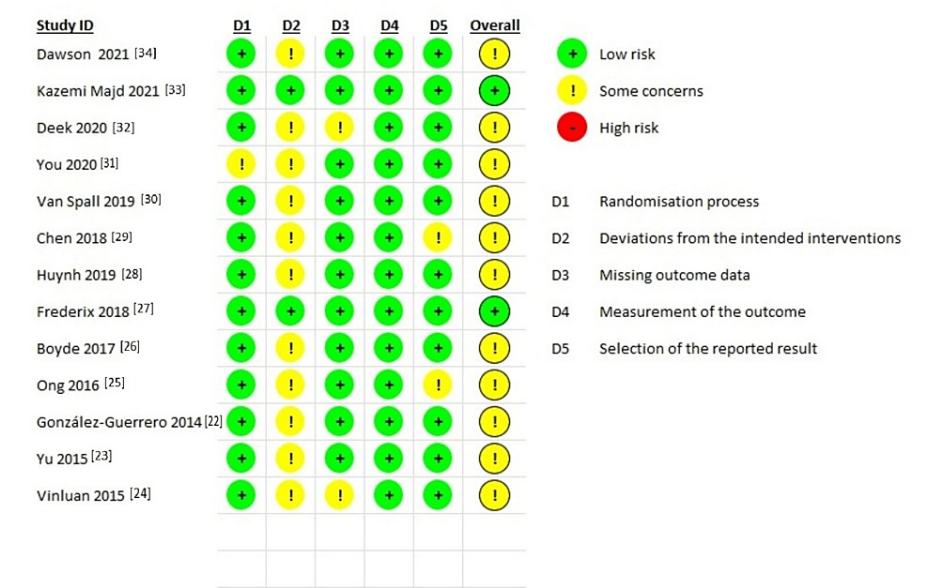 Study ID D1 D2 D3 D4 D5 Overall
Dawson 2021 [34] + ! + + + !
Kazemi Majd 2021 [33] + + + + + +
Deek 2020 [32] + ! ! + + !
You 2020 [31] ! ! + + + !
Van Spall 2019 [30] + ! + + + !
Chen 2018 [29] + ! + + ! !
Huynh 2019 [28] + ! + + + !
Frederix 2018 [27] + + + + + +
Boyde 2017 [26] + ! + + + !
Ong 2016 [25] + ! + + ! !
González-Guerrero 2014 [22] + ! + + + !
Yu 2015 [23] + ! + + + !
Vinluan 2015 [24] + ! ! + + !
+ Low risk
! Some concerns
- High risk
D1 Randomisation process
D2 Deviations from the intended interventions
D3 Missing outcome data
D4 Measurement of the outcome
D5 Selection of the reported result